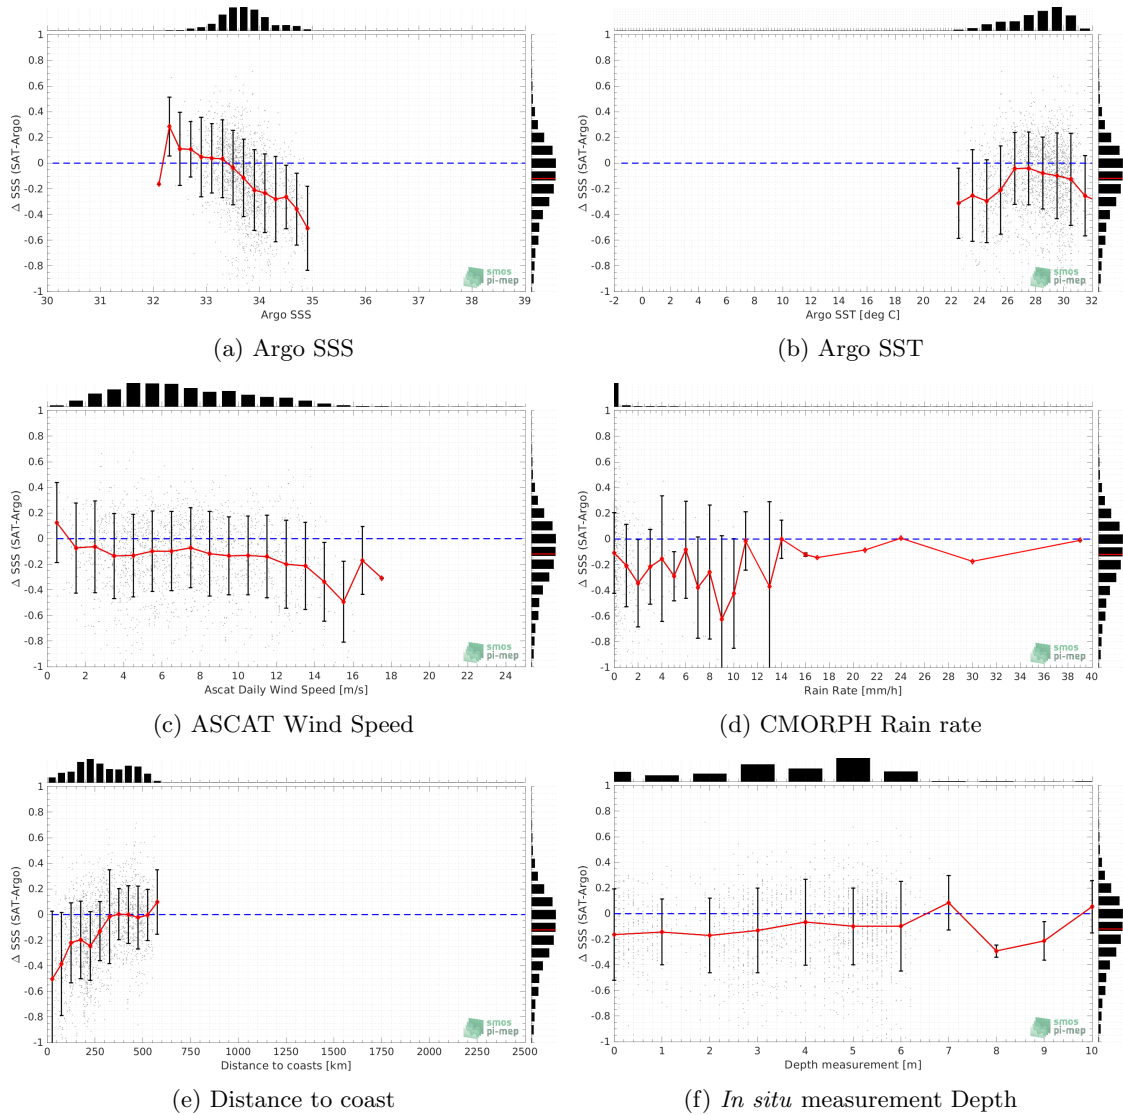 1
0.8
0.6
0.4
0.2
0
-0.2
-0.4
-0.6
-0.8
-1
Δ SSS (SAT-Argo)
30 31 32 33 34 35 36 37 38 39
Argo SSS
smos
pi-mep
(a) Argo SSS
1
0.8
0.6
0.4
0.2
0
-0.2
-0.4
-0.6
-0.8
-1
Δ SSS (SAT-Argo)
-2 0 2 4 6 8 10 12 14 16 18 20 22 24 26 28 30 32
Argo SST [deg C]
smos
pi-mep
(b) Argo SST
1
0.8
0.6
0.4
0.2
0
-0.2
-0.4
-0.6
-0.8
-1
Δ SSS (SAT-Argo)
0 2 4 6 8 10 12 14 16 18 20 22 24
Ascat Daily Wind Speed [m/s]
smos
pi-mep
(c) ASCAT Wind Speed
1
0.8
0.6
0.4
0.2
0
-0.2
-0.4
-0.6
-0.8
-1
Δ SSS (SAT-Argo)
0 2 4 6 8 10 12 14 16 18 20 22 24 26 28 30 32 34 36 38 40
Rain Rate [mm/h]
smos
pi-mep
(d) CMORPH Rain rate
1
0.8
0.6
0.4
0.2
0
-0.2
-0.4
-0.6
-0.8
-1
Δ SSS (SAT-Argo)
0 250 500 750 1000 1250 1500 1750 2000 2250 2500
Distance to coasts [km]
smos
pi-mep
(e) Distance to coast
1
0.8
0.6
0.4
0.2
0
-0.2
-0.4
-0.6
-0.8
-1
Δ SSS (SAT-Argo)
0 1 2 3 4 5 6 7 8 9 10
Depth measurement [m]
smos
pi-mep
(f) In situ measurement Depth